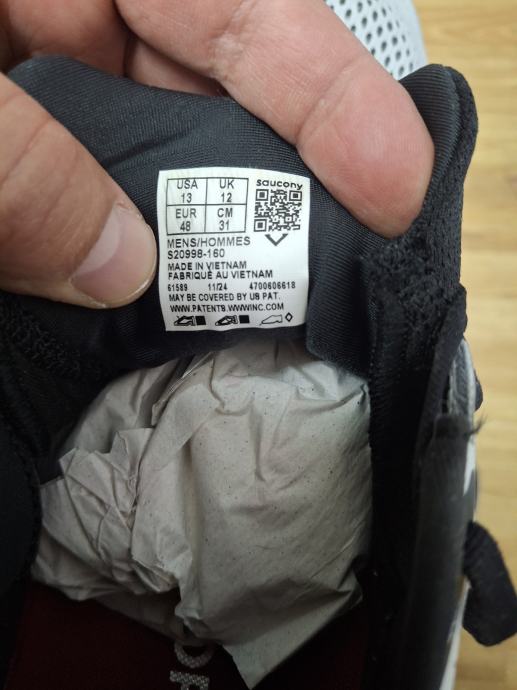 USA UK
13 12
EUR CM
48 31
saucony
MENS/HOMMES
S20998-160
MADE IN VIETNAM
FABRIQUÉ AU VIETNAM
61589 11/24 4700606618
MAY BE COVERED BY US PAT.
WWW.PATENTS.WWWINC.COM